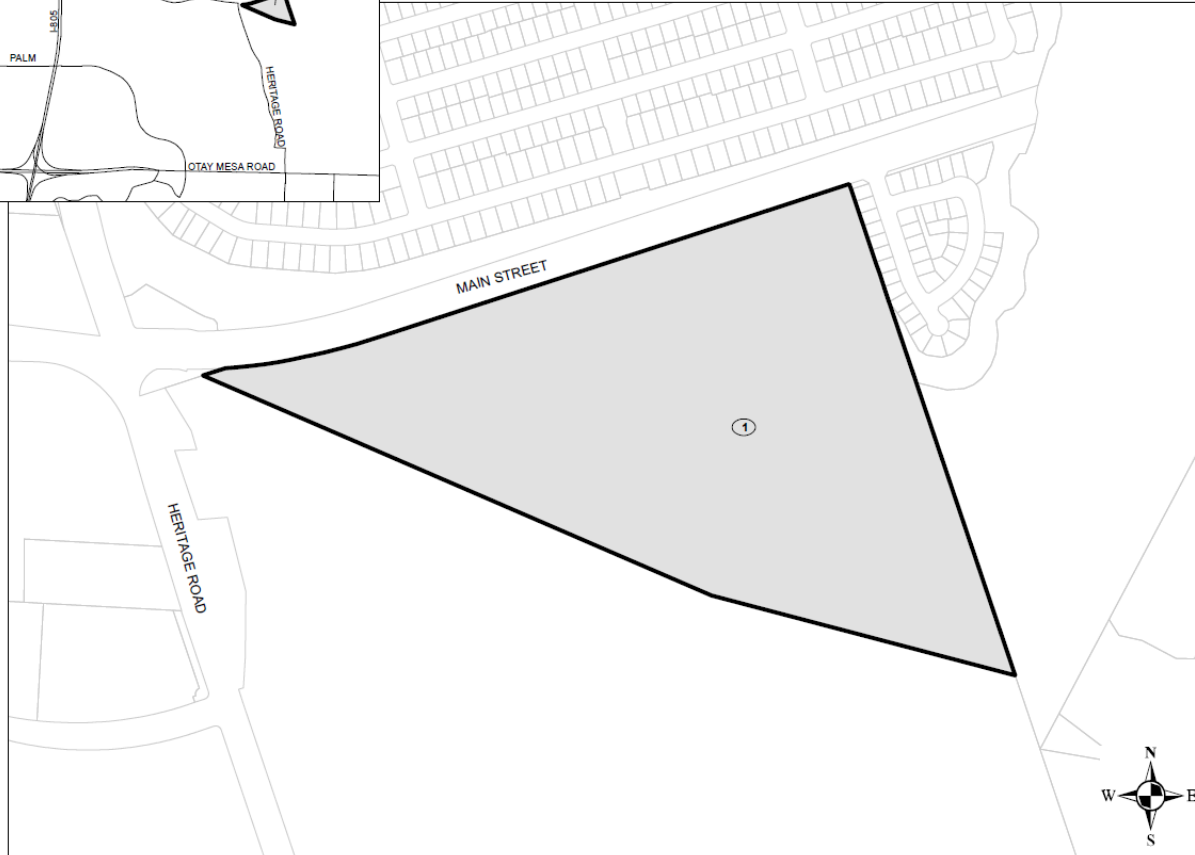 I-805
PALM
HERITAGE ROAD
OTAY MESA ROAD
MAIN STREET
1
HERITAGE ROAD
N
W E
S